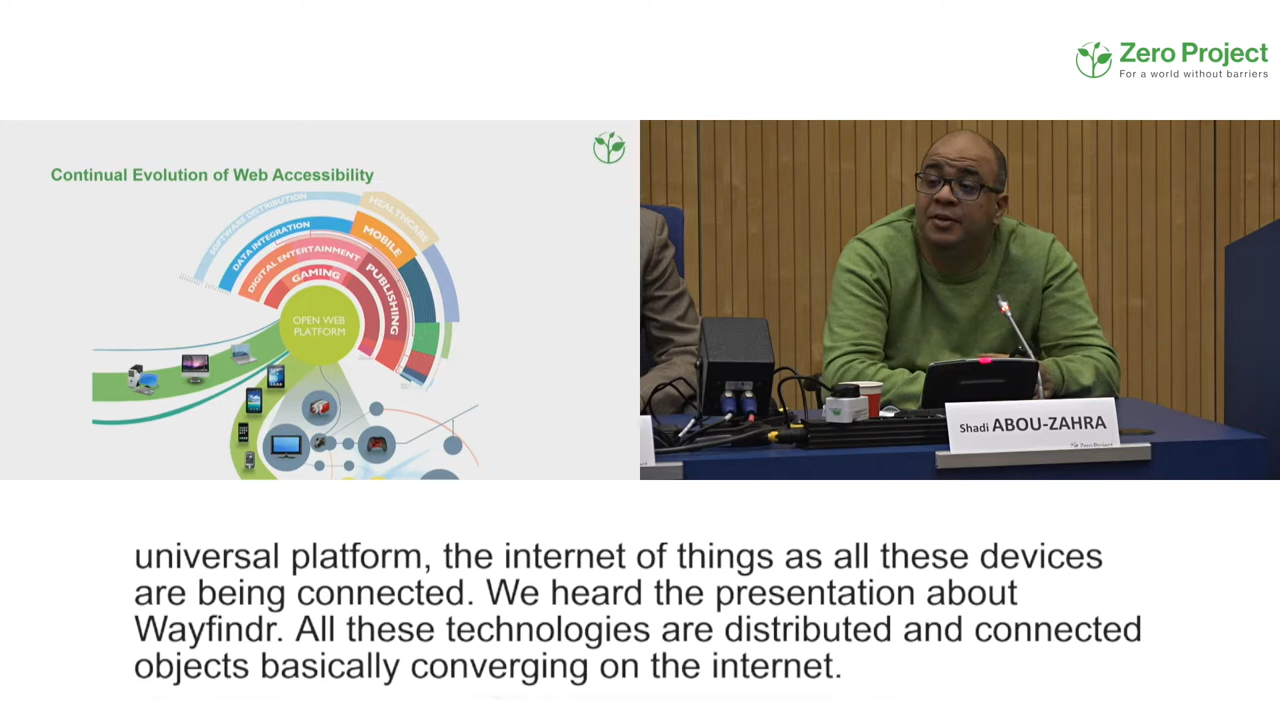 Zero Project
For a world without barriers
Continual Evolution of Web Accessibility
SOFTWARE DISTRIBUTION
HEALTHCARE
DATA INTEGRATION
MOBILE
DIGITAL ENTERTAINMENT
PUBLISHING
GAMING
OPEN WEB
PLATFORM
Shadi ABOU-ZAHRA
Zero Project
universal platform, the internet of things as all these devices
are being connected. We heard the presentation about
Wayfindr. All these technologies are distributed and connected
objects basically converging on the internet.